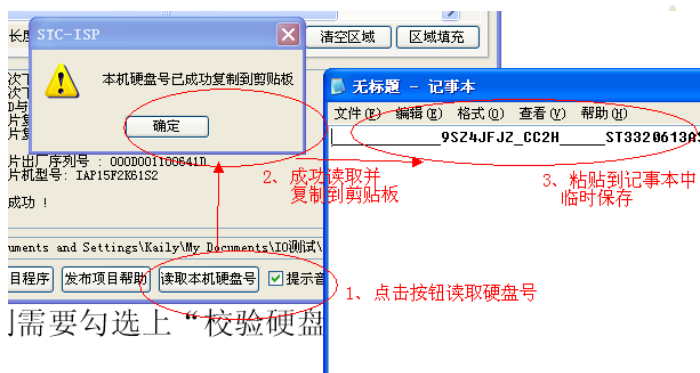 长度
STC-ISP
清空区域 区域填充
本机硬盘号已成功复制到剪贴板
确定
无标题 - 记事本
文件(F) 编辑(E) 格式(O) 查看(V) 帮助(H)
9SZ4JFJZ_CC2H_____ST3320613AS
片出厂序列号 : 000D001100641D
片机型号: IAP15F2K61S2
成功 !
2、成功读取并
复制到剪贴板
3、粘贴到记事本中
临时保存
uments and Settings\Kaily\My Documents\IO测试\
目程序 发布项目帮助 读取本机硬盘号 提示音
1、点击按钮读取硬盘号
需要勾选上“校验硬盘